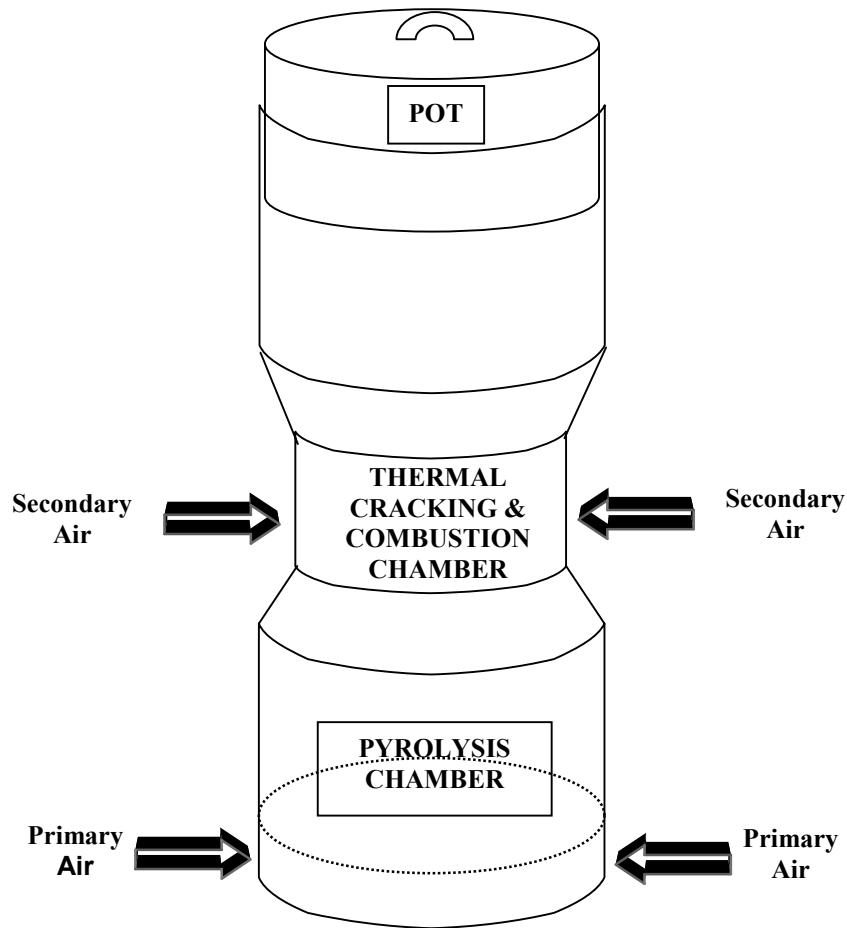 POT
Secondary
Air
THERMAL
CRACKING &
COMBUSTION
CHAMBER
Secondary
Air
PYROLYSIS
CHAMBER
Primary
Air
Primary
Air